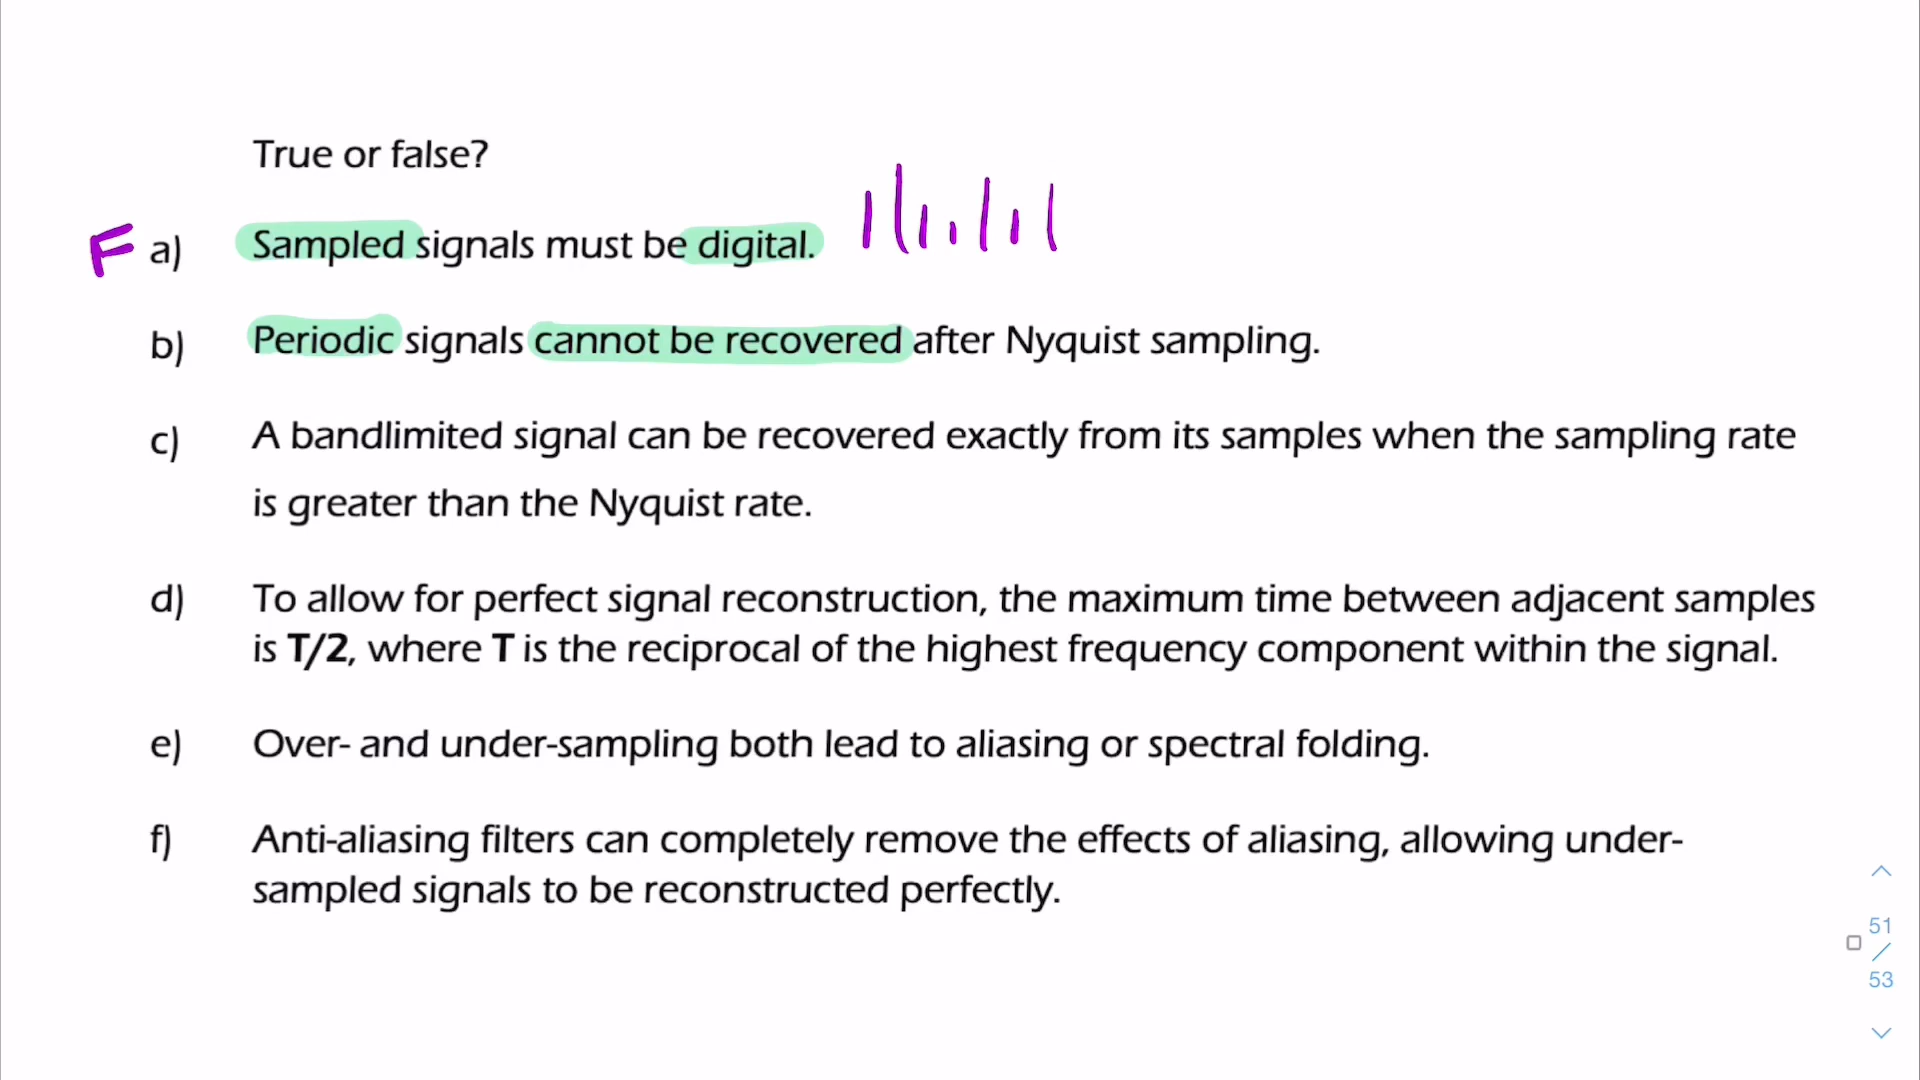 True or false?
F a) Sampled signals must be digital.
b) Periodic signals cannot be recovered after Nyquist sampling.
c) A bandlimited signal can be recovered exactly from its samples when the sampling rate
is greater than the Nyquist rate.
d) To allow for perfect signal reconstruction, the maximum time between adjacent samples
is T/2, where T is the reciprocal of the highest frequency component within the signal.
e) Over- and under-sampling both lead to aliasing or spectral folding.
f) Anti-aliasing filters can completely remove the effects of aliasing, allowing under-
sampled signals to be reconstructed perfectly.
51
/
53